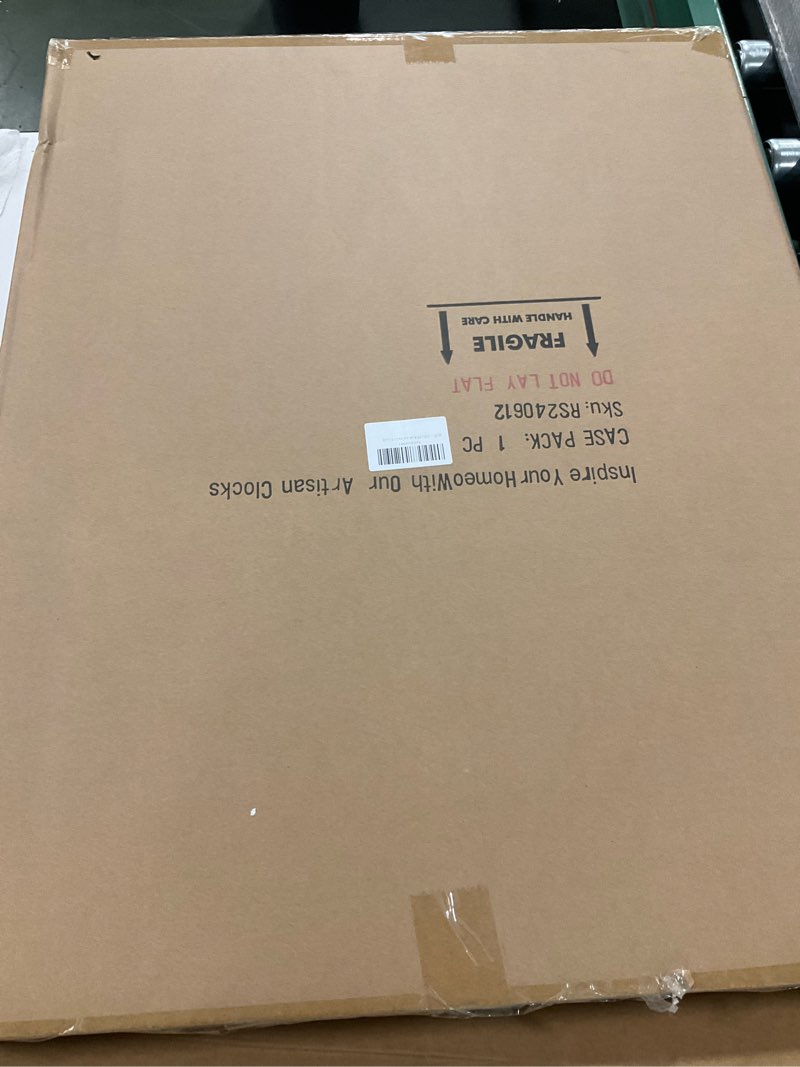 Inspire Your HomeoWith Our Artisan Clocks
CASE PACK: 1 PC
Sku: RS240612
DO NOT LAY FLAT
FRAGILE
HANDLE WITH CARE